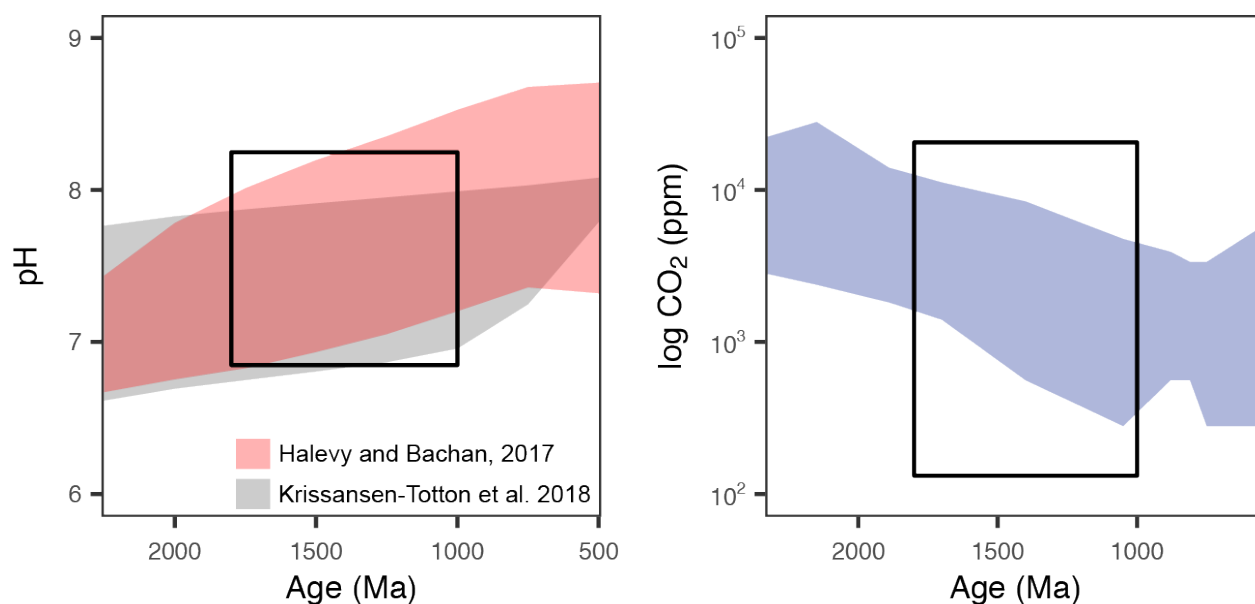 9
8
7
6
pH
2000
1500
1000
500
Age (Ma)
Halevy and Bachan, 2017
Krissansen-Totton et al. 2018
10⁵
10⁴
10³
10²
log CO₂ (ppm)
2000
1500
1000
Age (Ma)